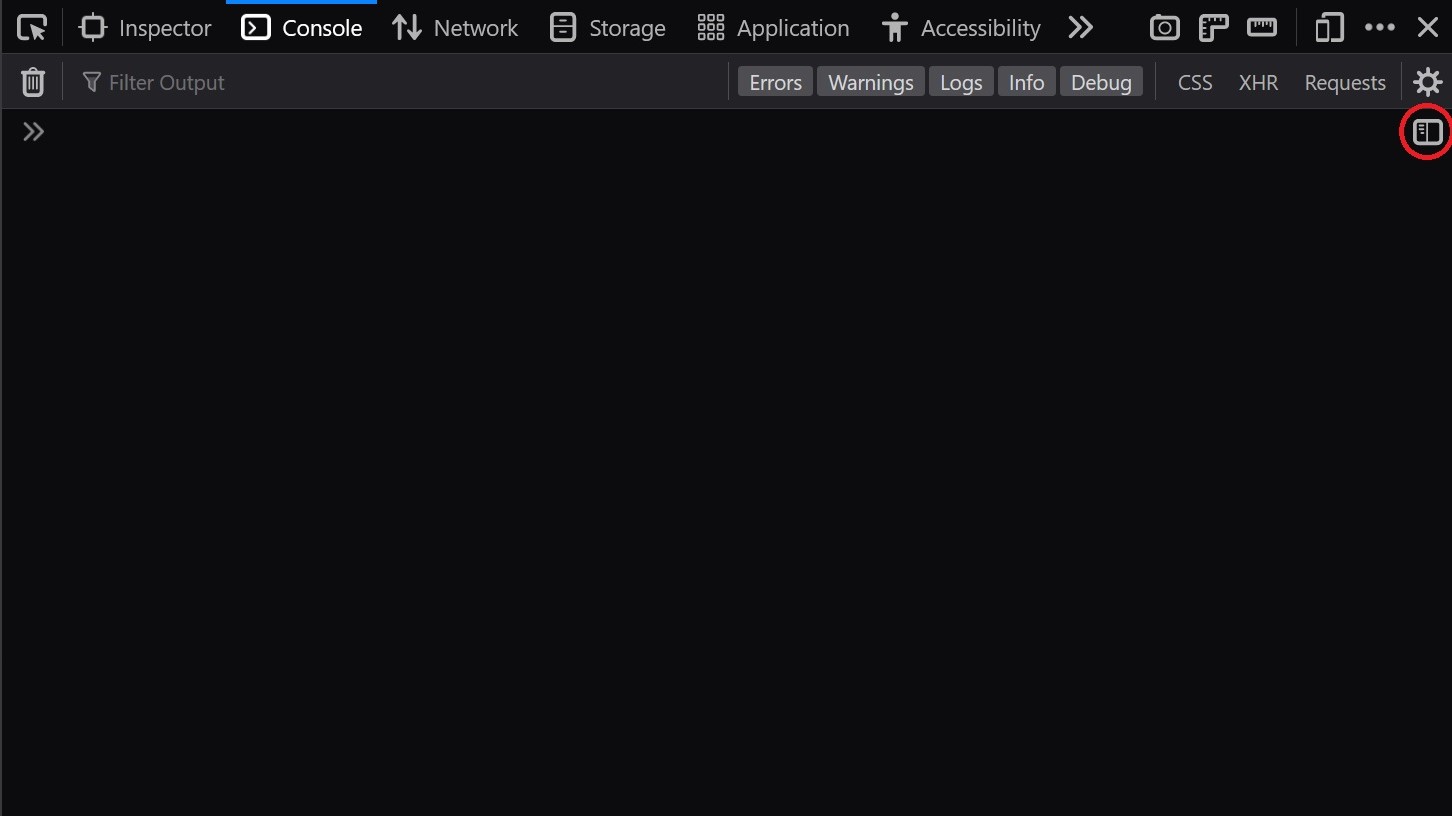 Inspector Console Network Storage Application Accessibility
Filter Output Errors Warnings Logs Info Debug CSS XHR Requests